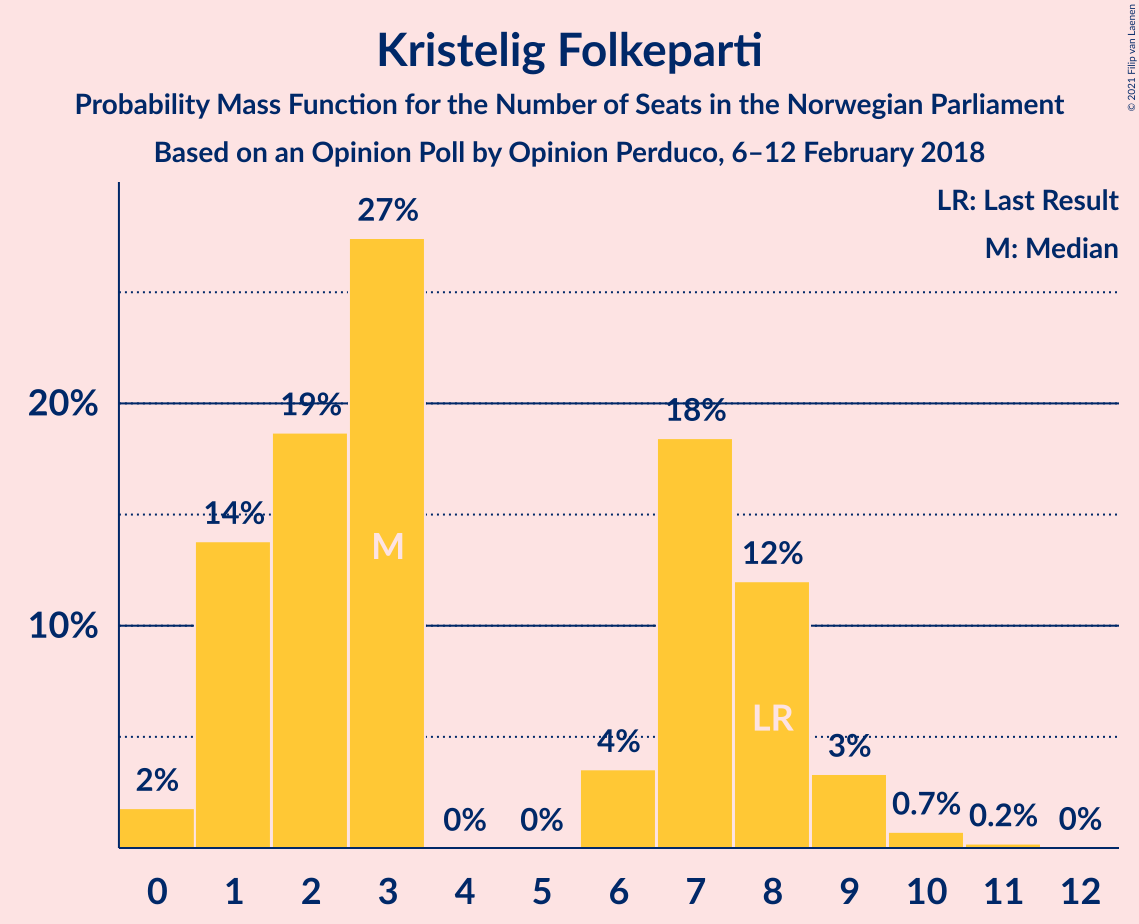 Kristelig Folkeparti
Probability Mass Function for the Number of Seats in the Norwegian Parliament
Based on an Opinion Poll by Opinion Perduco, 6–12 February 2018
© 2021 Filip van Laenen
LR: Last Result
M: Median
27%
20%
19%
18%
14%
M
12%
10%
LR
4%
3%
2%
0%
0%
0.7%
0.2%
0%
0 1 2 3 4 5 6 7 8 9 10 11 12